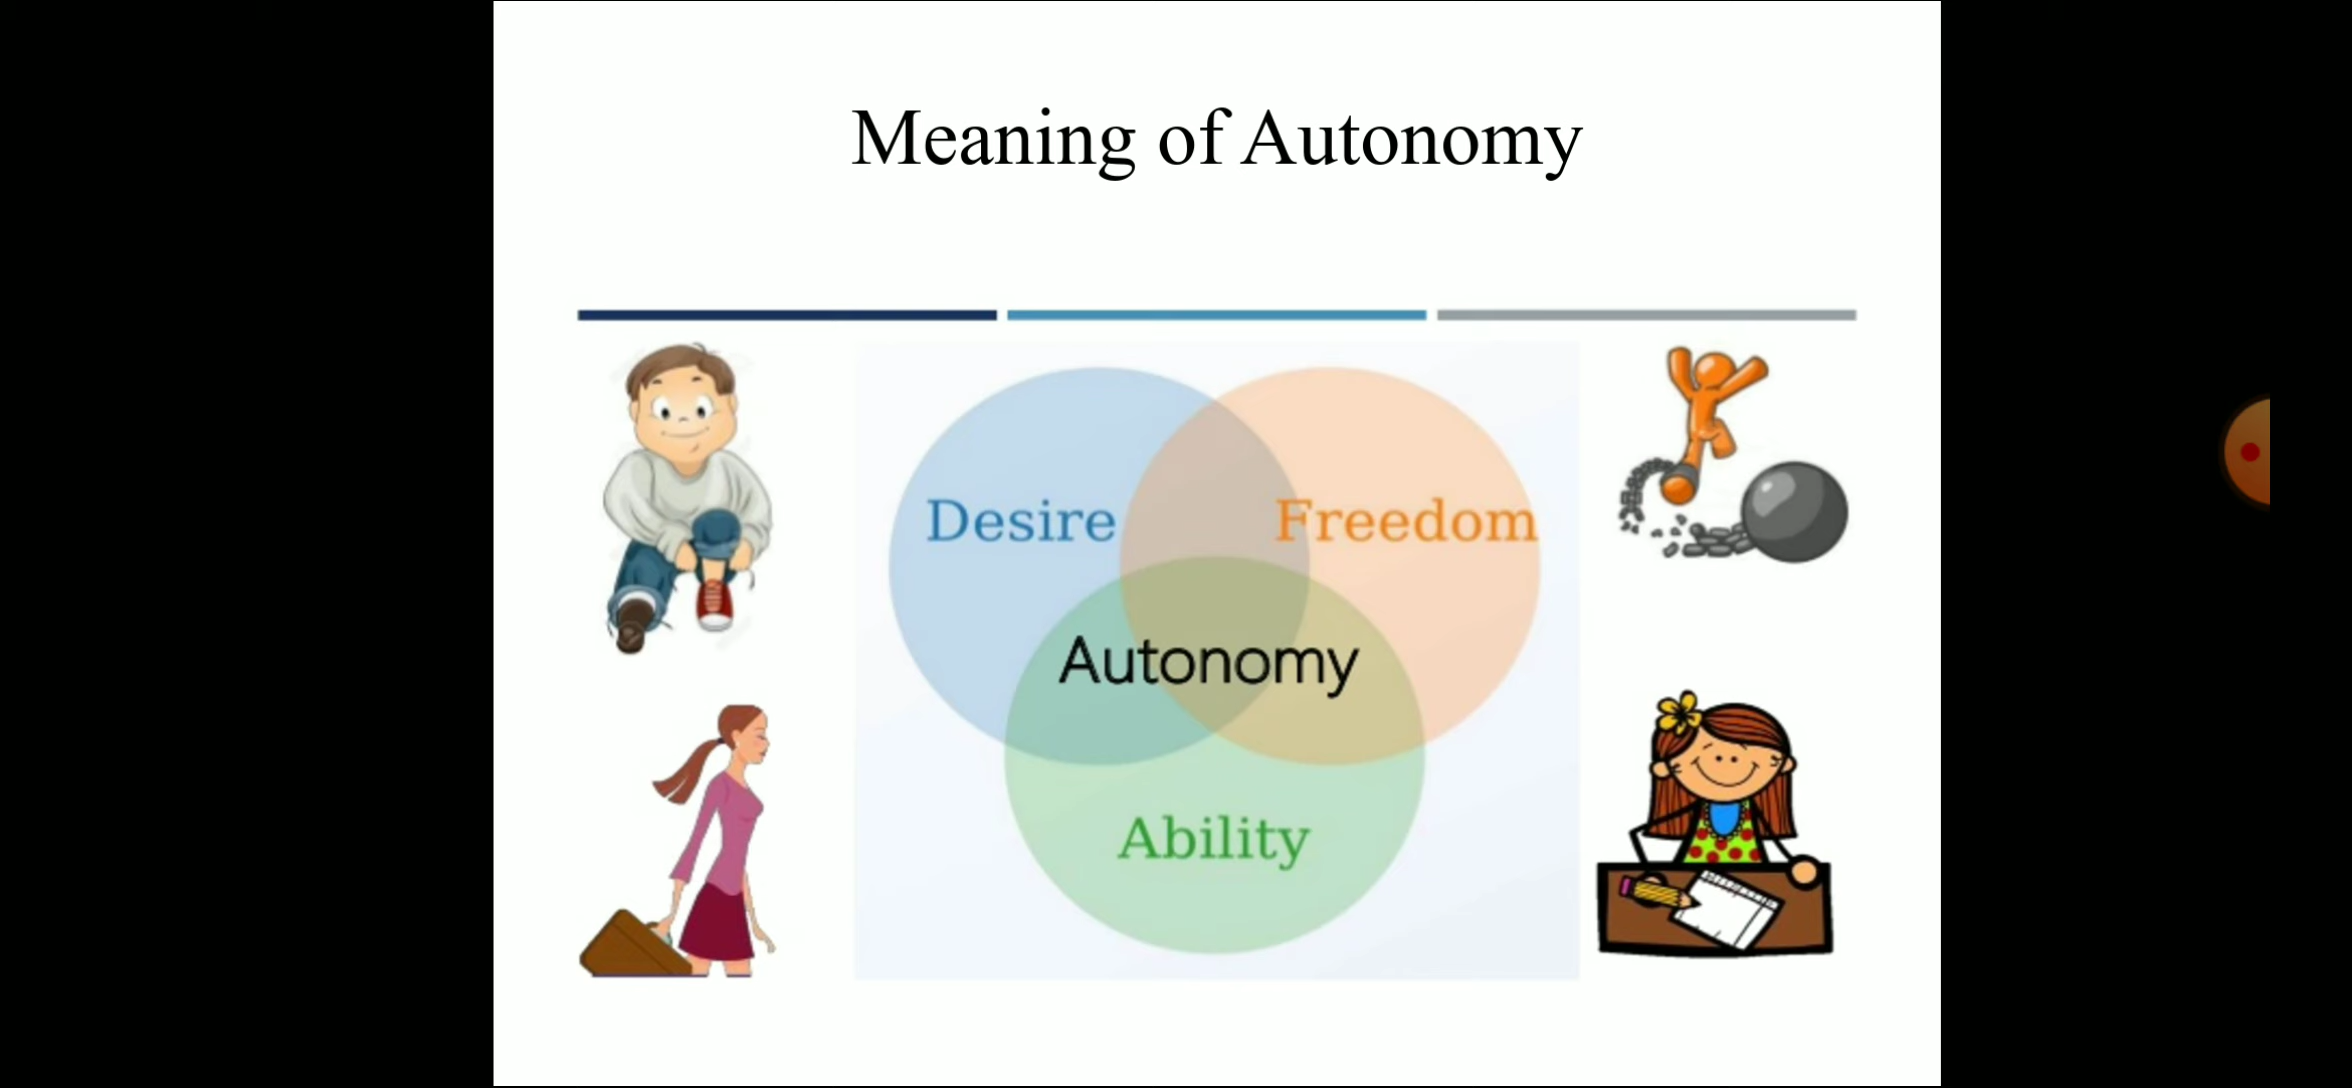 Meaning of Autonomy
Desire
Freedom
Autonomy
Ability